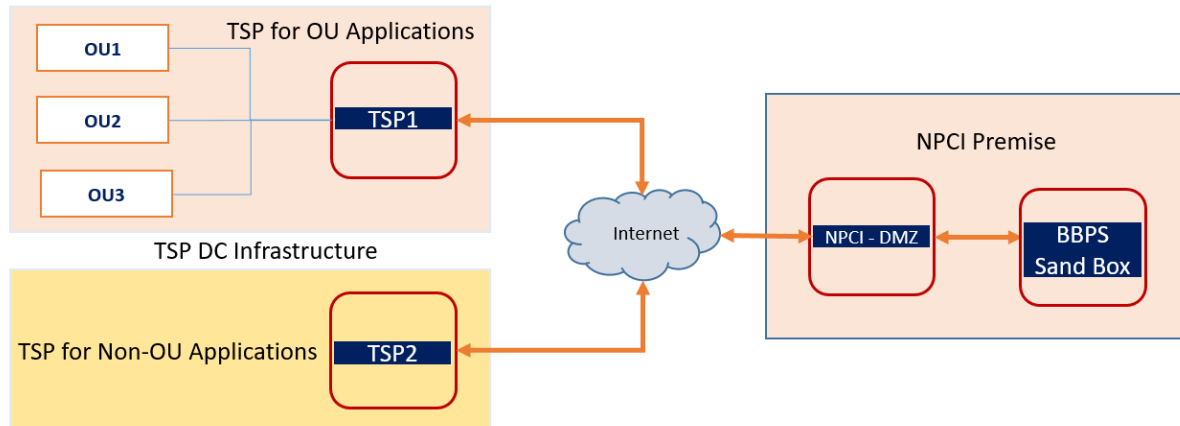 TSP for OU Applications
OU1
OU2
OU3
TSP1
TSP DC Infrastructure
TSP for Non-OU Applications
TSP2
Internet
NPCI Premise
NPCI - DMZ
BBPS
Sand Box